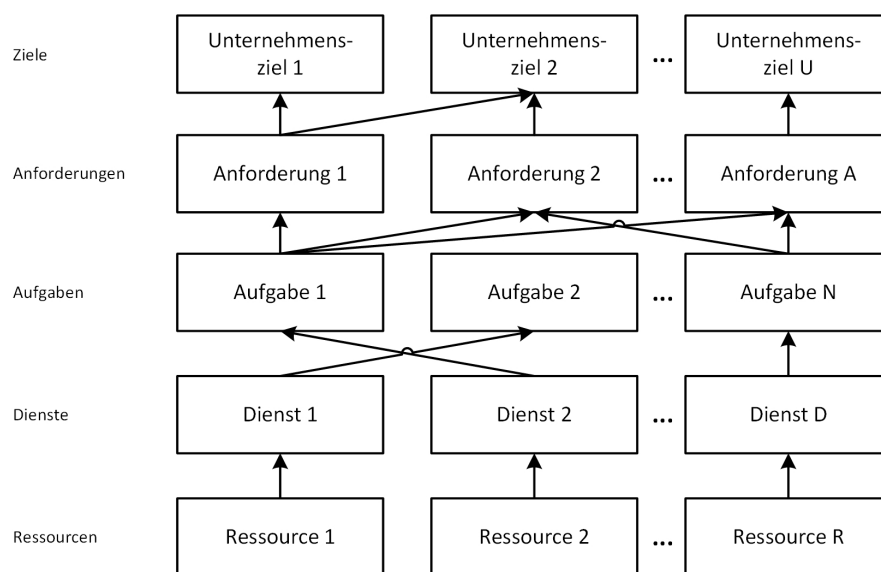 Ziele
Unternehmens-
ziel 1
Unternehmens-
ziel 2
...
Unternehmens-
ziel U
Anforderungen
Anforderung 1
Anforderung 2
...
Anforderung A
Aufgaben
Aufgabe 1
Aufgabe 2
...
Aufgabe N
Dienste
Dienst 1
Dienst 2
...
Dienst D
Ressourcen
Ressource 1
Ressource 2
...
Ressource R